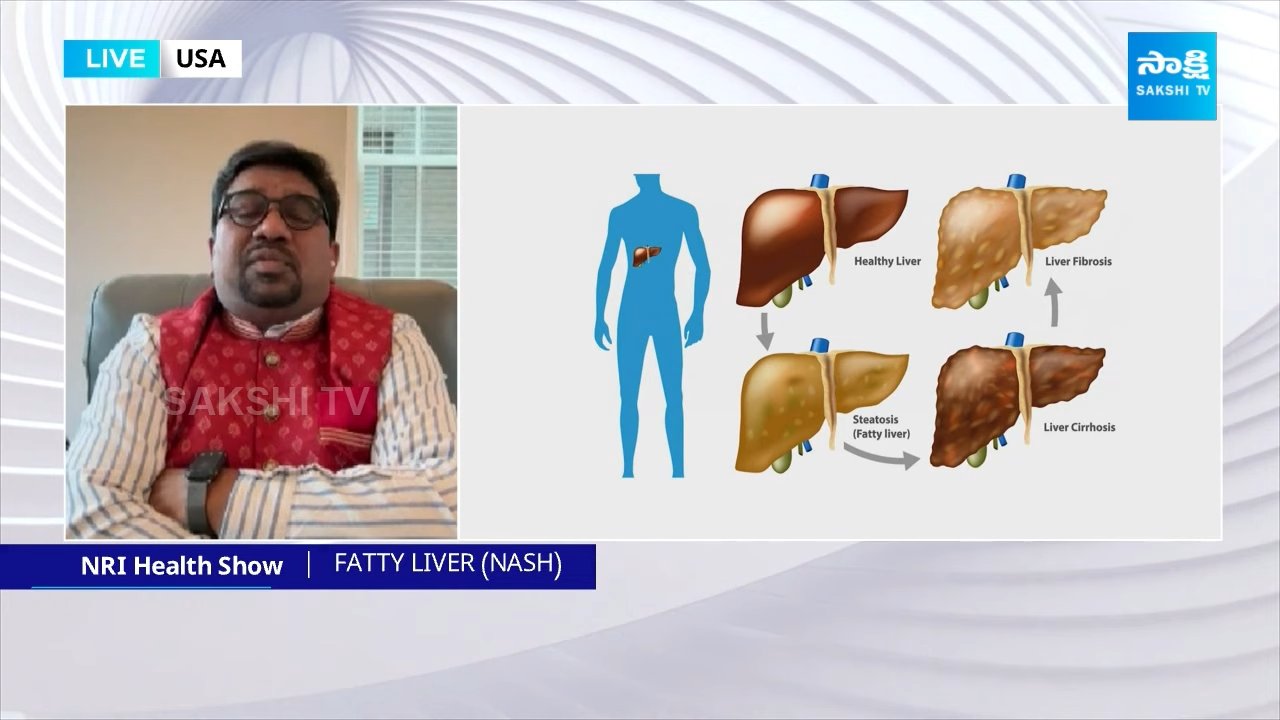 LIVE USA
సాక్షి
SAKSHI TV
Healthy Liver
Liver Fibrosis
SAKSHI TV
Steatosis
(Fatty liver)
Liver Cirrhosis
NRI Health Show | FATTY LIVER (NASH)